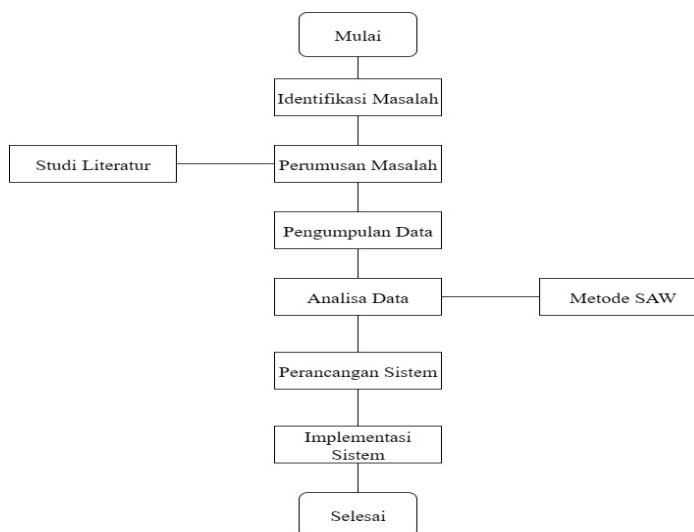 Mulai
Identifikasi Masalah
Studi Literatur
Perumusan Masalah
Pengumpulan Data
Analisa Data
Metode SAW
Perancangan Sistem
Implementasi
Sistem
Selesai